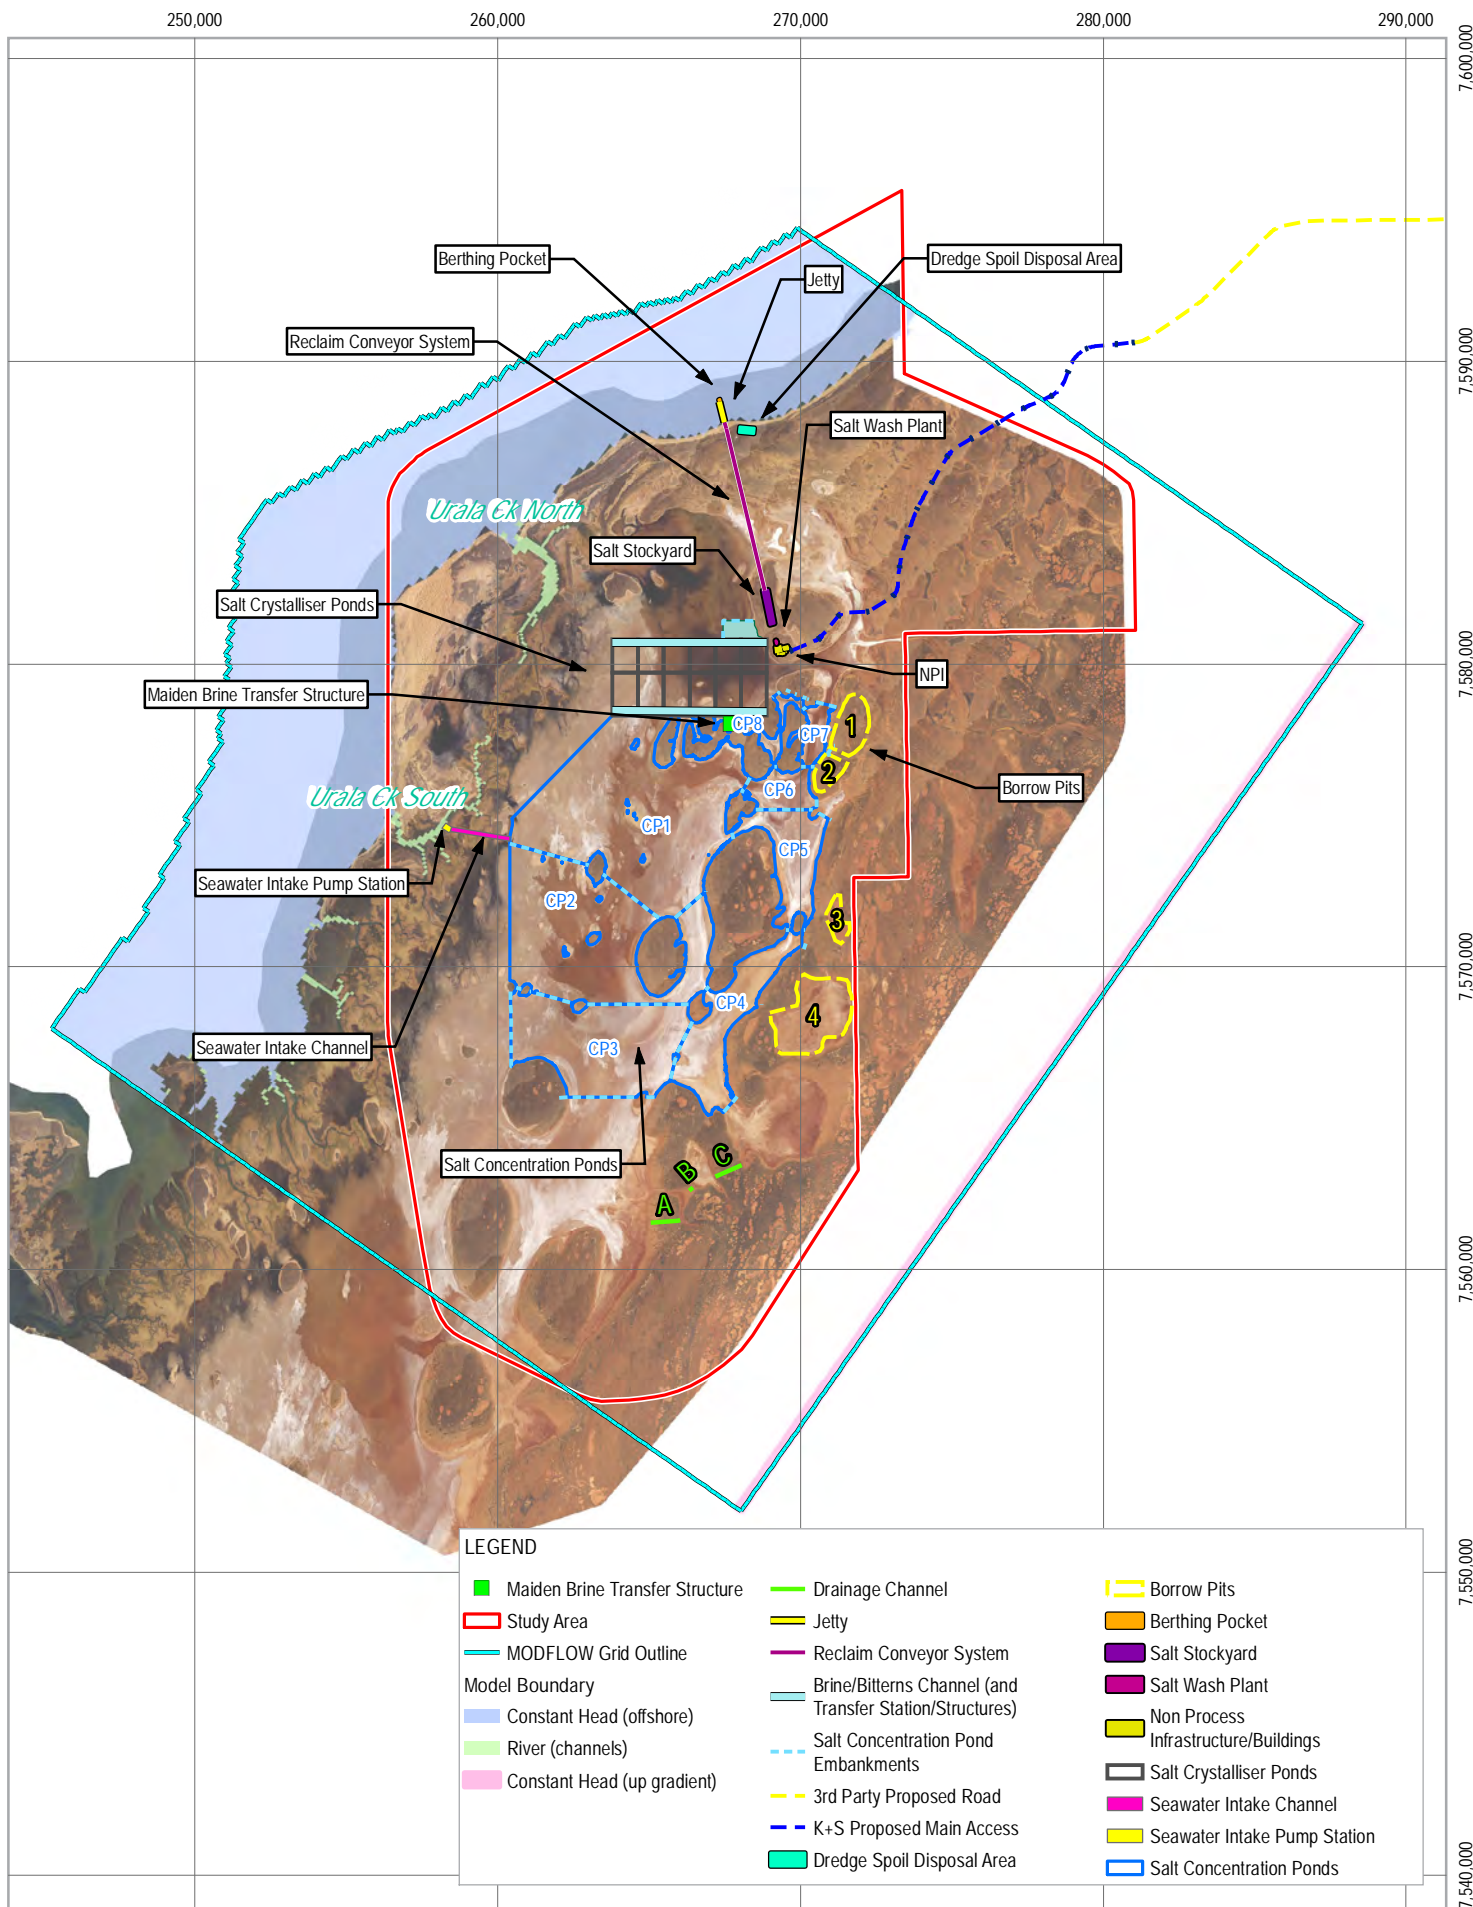 250,000
260,000
270,000
280,000
290,000
7,600,000
7,590,000
7,580,000
7,570,000
7,560,000
7,550,000
7,540,000
Berthing Pocket
Dredge Spoil Disposal Area
Jetty
Reclaim Conveyor System
Salt Wash Plant
Urala Ck North
Salt Stockyard
Salt Crystalliser Ponds
NPI
Maiden Brine Transfer Structure
CP8
CP7
1
2
CP6
Borrow Pits
Urala Ck South
CP1
CP5
Seawater Intake Pump Station
CP2
3
CP4
4
Seawater Intake Channel
CP3
Salt Concentration Ponds
C
B
A
LEGEND
Maiden Brine Transfer Structure
Study Area
MODFLOW Grid Outline
Model Boundary
Constant Head (offshore)
River (channels)
Constant Head (up gradient)
Drainage Channel
Jetty
Reclaim Conveyor System
Brine/Bitterns Channel (and
Transfer Station/Structures)
Salt Concentration Pond
Embankments
3rd Party Proposed Road
K+S Proposed Main Access
Dredge Spoil Disposal Area
Borrow Pits
Berthing Pocket
Salt Stockyard
Salt Wash Plant
Non Process
Infrastructure/Buildings
Salt Crystalliser Ponds
Seawater Intake Channel
Seawater Intake Pump Station
Salt Concentration Ponds